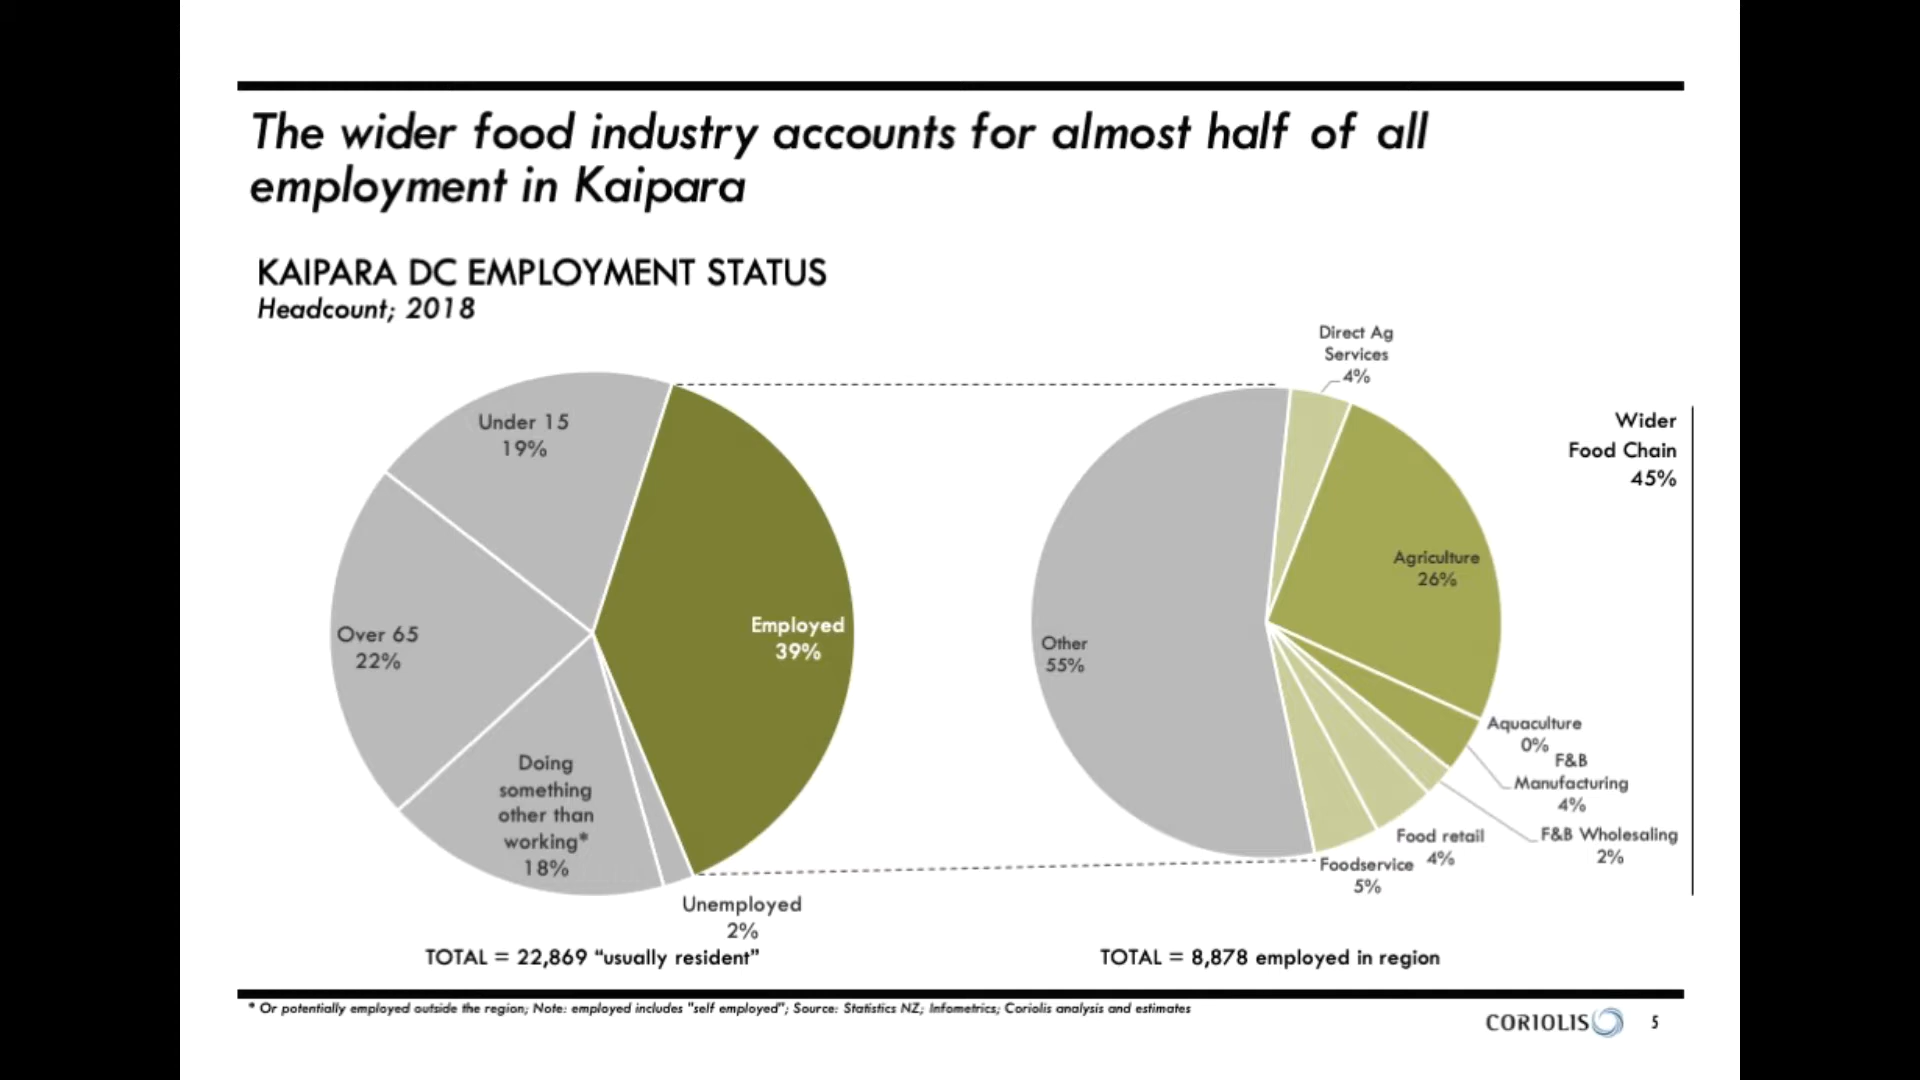 The wider food industry accounts for almost half of all
employment in Kaipara
KAIPARA DC EMPLOYMENT STATUS
Headcount; 2018
Under 15
19%
Over 65
22%
Doing
something
other than
working*
18%
Unemployed
2%
Employed
39%
TOTAL = 22,869 “usually resident”
Direct Ag
Services
4%
Agriculture
26%
Aquaculture
0%
F&B
Manufacturing
4%
F&B Wholesaling
2%
Food retail
4%
Foodservice
5%
Other
55%
Wider
Food Chain
45%
TOTAL = 8,878 employed in region
* Or potentially employed outside the region; Note: employed includes "self employed"; Source: Statistics NZ; Infometrics; Coriolis analysis and estimates
CORIOLIS
5